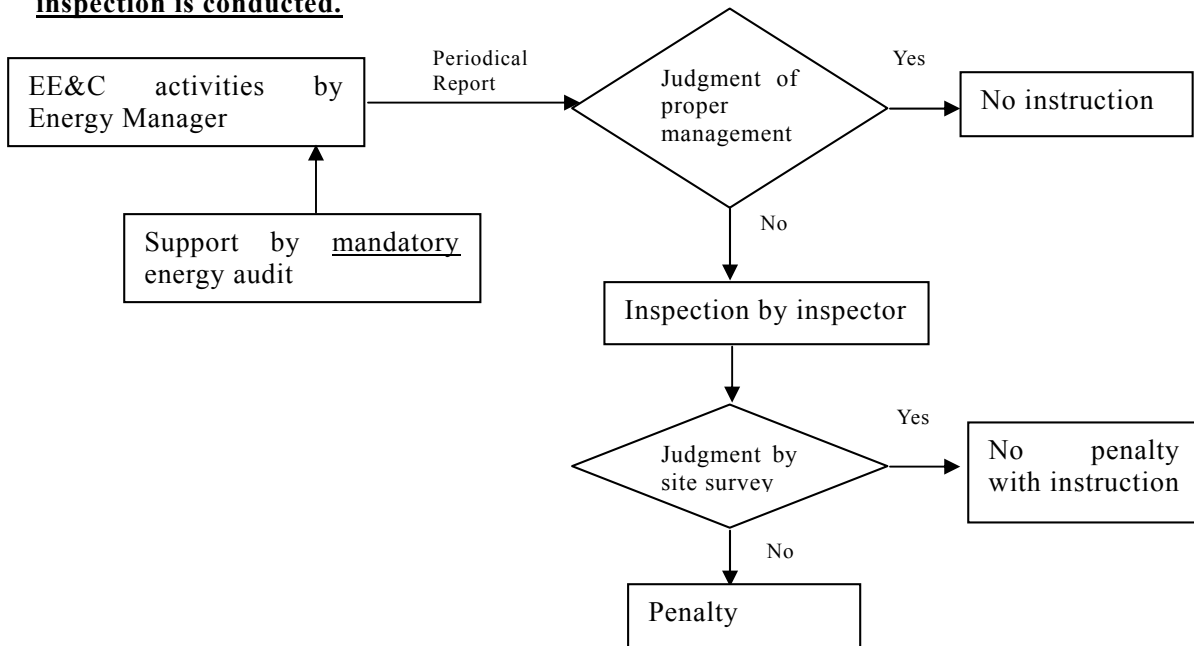 inspection is conducted.
EE&C activities by
Energy Manager
Periodical
Report
Judgment of
proper
management
Yes
No instruction
Support by mandatory
energy audit
No
Inspection by inspector
Judgment by
site survey
Yes
No penalty
with instruction
No
Penalty